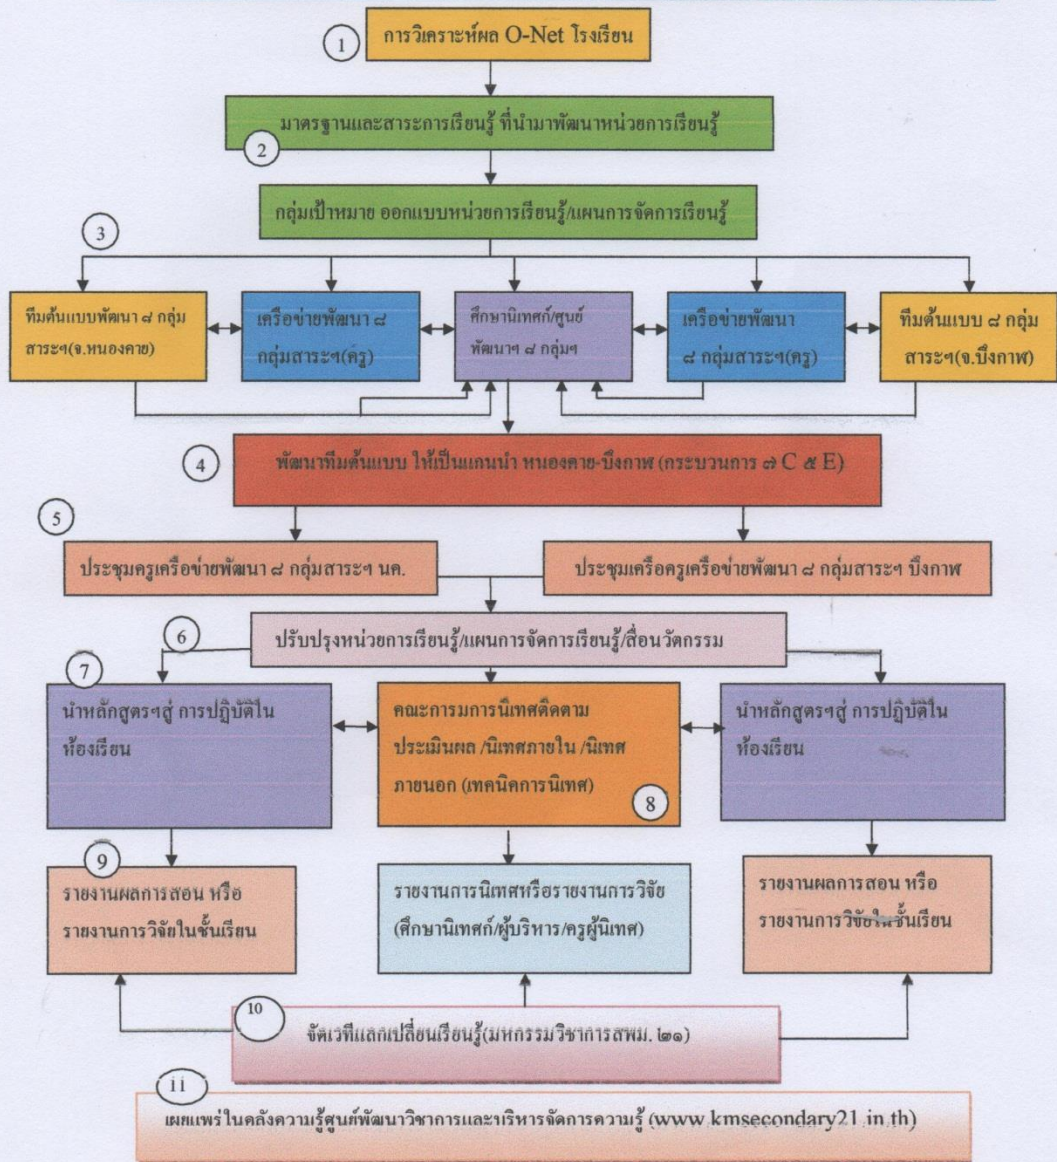 1
การวิเคราะห์ผล O-Net โรงเรียน
มาตรฐานและสาระการเรียนรู้ ที่นำมาพัฒนาหน่วยการเรียนรู้
2
กลุ่มเป้าหมาย ออกแบบหน่วยการเรียนรู้/แผนการจัดการเรียนรู้
3
ทีมต้นแบบพัฒนา ๘ กลุ่ม
สาระฯ(จ.หนองคาย)
เครือข่ายพัฒนา ๘
กลุ่มสาระฯ(ครู)
ศึกษานิเทศก์/ศูนย์
พัฒนาฯ ๘ กลุ่มฯ
เครือข่ายพัฒนา
๘ กลุ่มสาระฯ(ครู)
ทีมต้นแบบ ๘ กลุ่ม
สาระฯ(จ.บึงกาฬ)
4
พัฒนาทีมต้นแบบ ให้เป็นแกนนำ หนองคาย-บึงกาฬ (กระบวนการ ๗ C ๕ E)
5
ประชุมครูเครือข่ายพัฒนา ๘ กลุ่มสาระฯ นค.
ประชุมเครือครูเครือข่ายพัฒนา ๘ กลุ่มสาระฯ บึงกาฬ
6
ปรับปรุงหน่วยการเรียนรู้/แผนการจัดการเรียนรู้/สื่อนวัตกรรม
7
นำหลักสูตรฯสู่ การปฏิบัติใน
ห้องเรียน
คณะการมการนิเทศติดตาม
ประเมินผล /นิเทศภายใน /นิเทศ
ภายนอก (เทคนิคการนิเทศ)
8
นำหลักสูตรฯสู่ การปฏิบัติใน
ห้องเรียน
9
รายงานผลการสอน หรือ
รายงานการวิจัยในชั้นเรียน
รายงานการนิเทศหรือรายงานการวิจัย
(ศึกษานิเทศก์/ผู้บริหาร/ครูผู้นิเทศ)
รายงานผลการสอน หรือ
รายงานการวิจัยในชั้นเรียน
10
จัดเวทีแลกเปลี่ยนเรียนรู้(มหกรรมวิชาการสพม. ๒๑)
ii
เผยแพร่ในคลังความรู้ศูนย์พัฒนาวิชาการและบริหารจัดการความรู้ (www.kmsecondary21.in.th)